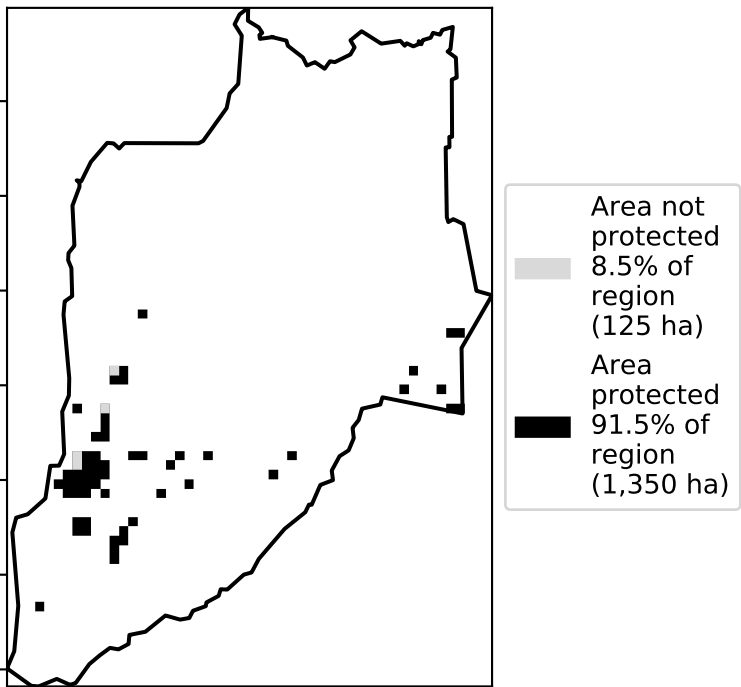 Area not
protected
8.5% of
region
(125 ha)
Area
protected
91.5% of
region
(1,350 ha)